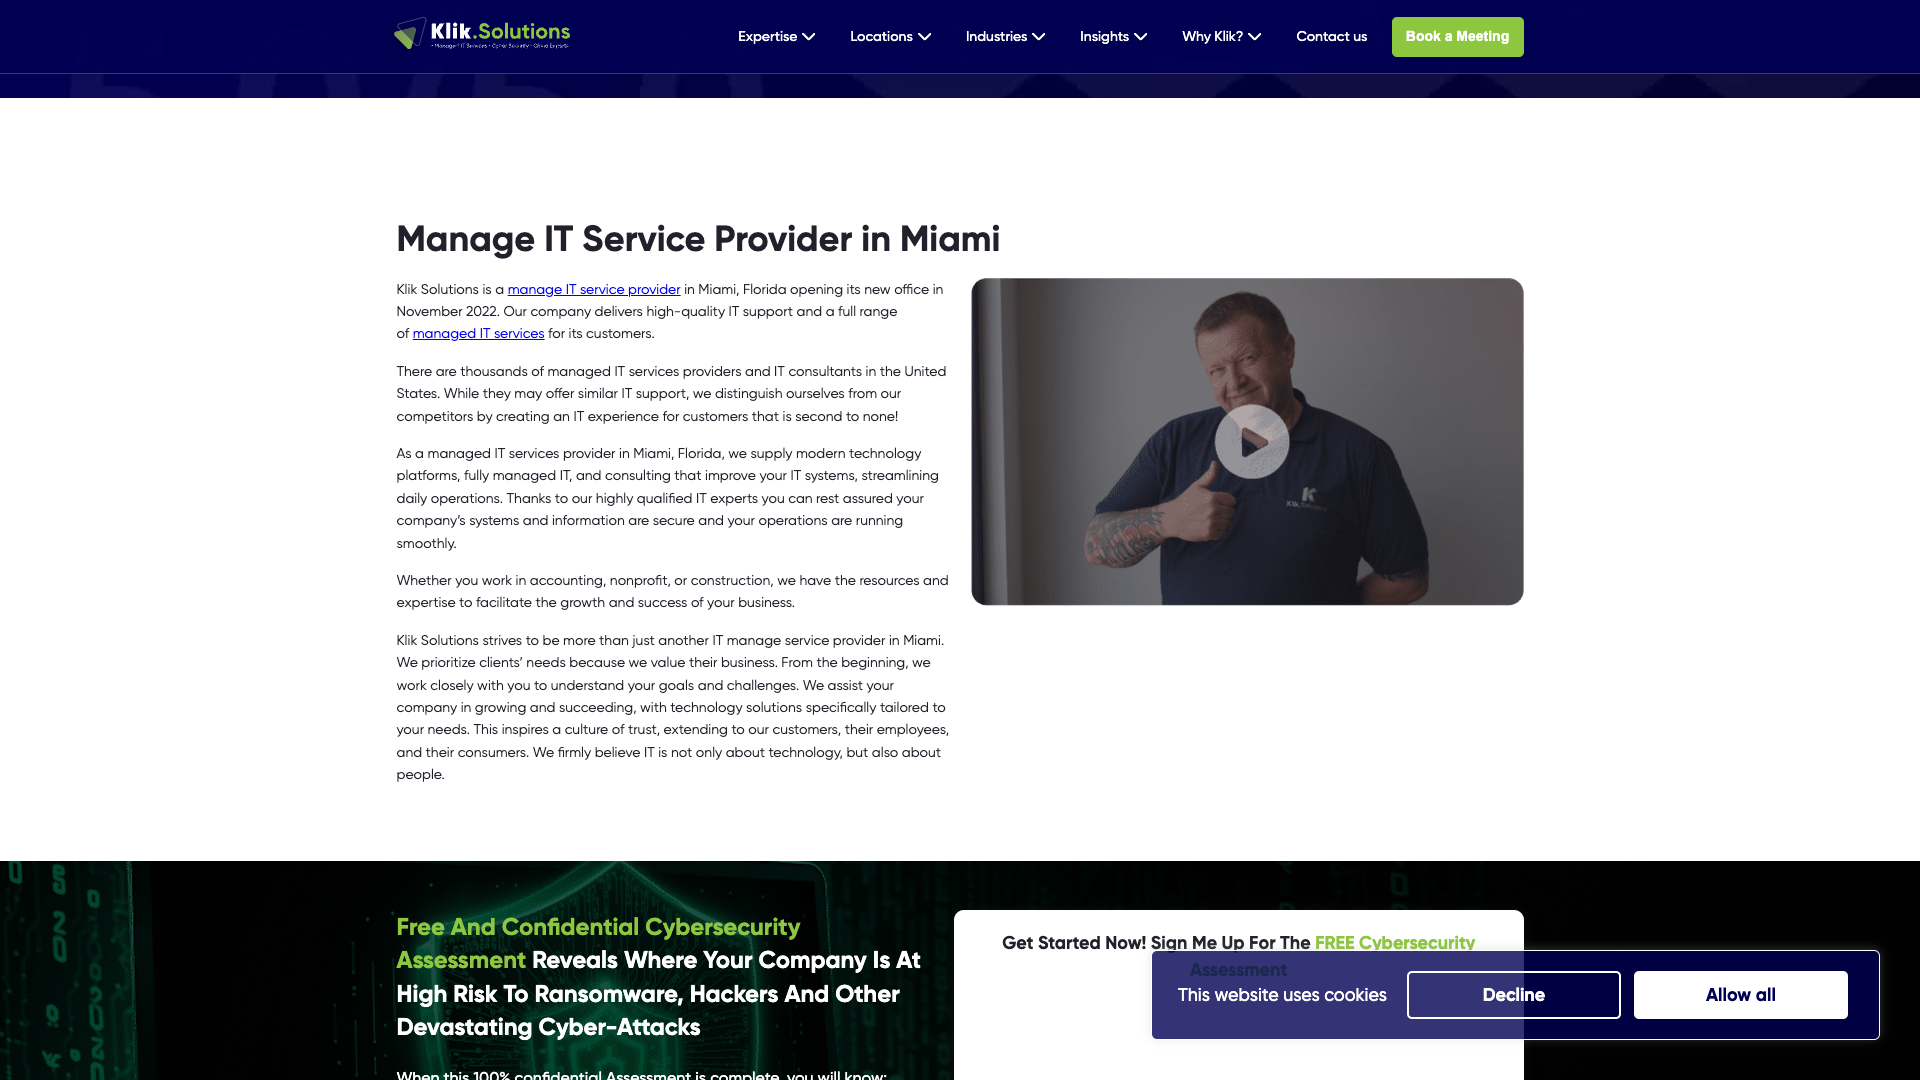 Klik.Solutions
• Managed IT Services • Cyber Security • Cloud Experts
Expertise
Locations
Industries
Insights
Why Klik?
Contact us
Book a Meeting
Manage IT Service Provider in Miami
Klik Solutions is a manage IT service provider in Miami, Florida opening its new office in
November 2022. Our company delivers high-quality IT support and a full range
of managed IT services for its customers.
There are thousands of managed IT services providers and IT consultants in the United
States. While they may offer similar IT support, we distinguish ourselves from our
competitors by creating an IT experience for customers that is second to none!
As a managed IT services provider in Miami, Florida, we supply modern technology
platforms, fully managed IT, and consulting that improve your IT systems, streamlining
daily operations. Thanks to our highly qualified IT experts you can rest assured your
company’s systems and information are secure and your operations are running
smoothly.
Whether you work in accounting, nonprofit, or construction, we have the resources and
expertise to facilitate the growth and success of your business.
Klik Solutions strives to be more than just another IT manage service provider in Miami.
We prioritize clients’ needs because we value their business. From the beginning, we
work closely with you to understand your goals and challenges. We assist your
company in growing and succeeding, with technology solutions specifically tailored to
your needs. This inspires a culture of trust, extending to our customers, their employees,
and their consumers. We firmly believe IT is not only about technology, but also about
people.
K
Klik.Solutions
Free And Confidential Cybersecurity
Assessment Reveals Where Your Company Is At
High Risk To Ransomware, Hackers And Other
Devastating Cyber-Attacks
When this 100% confidential Assessment is complete, you will know:
Get Started Now! Sign Me Up For The FREE Cybersecurity
Assessment
This website uses cookies
Decline
Allow all